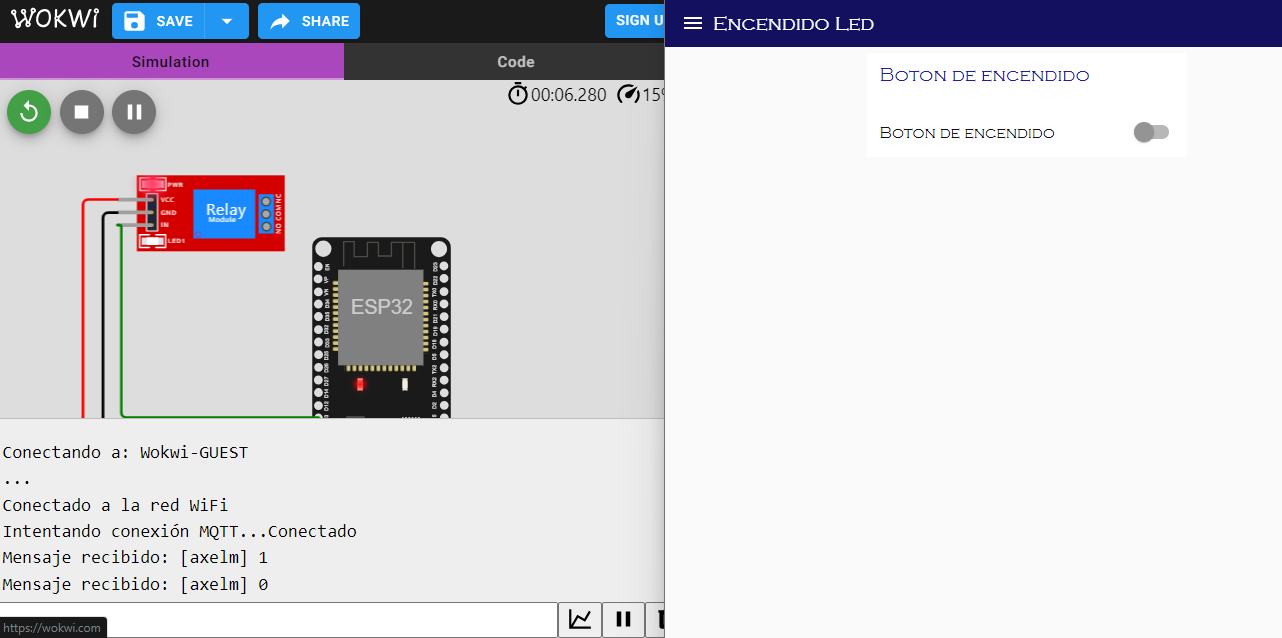 WOKWI
SAVE
SHARE
SIGN U
Simulation
Code
00:06.280
15%
PWR
VCC
GND
IN
LED1
Relay
Module
NO COM NC
ESP32
Conectando a: Wokwi-GUEST
...
Conectado a la red WiFi
Intentando conexión MQTT...Conectado
Mensaje recibido: [axelm] 1
Mensaje recibido: [axelm] 0
https://wokwi.com
Encendido Led
Boton de encendido
Boton de encendido